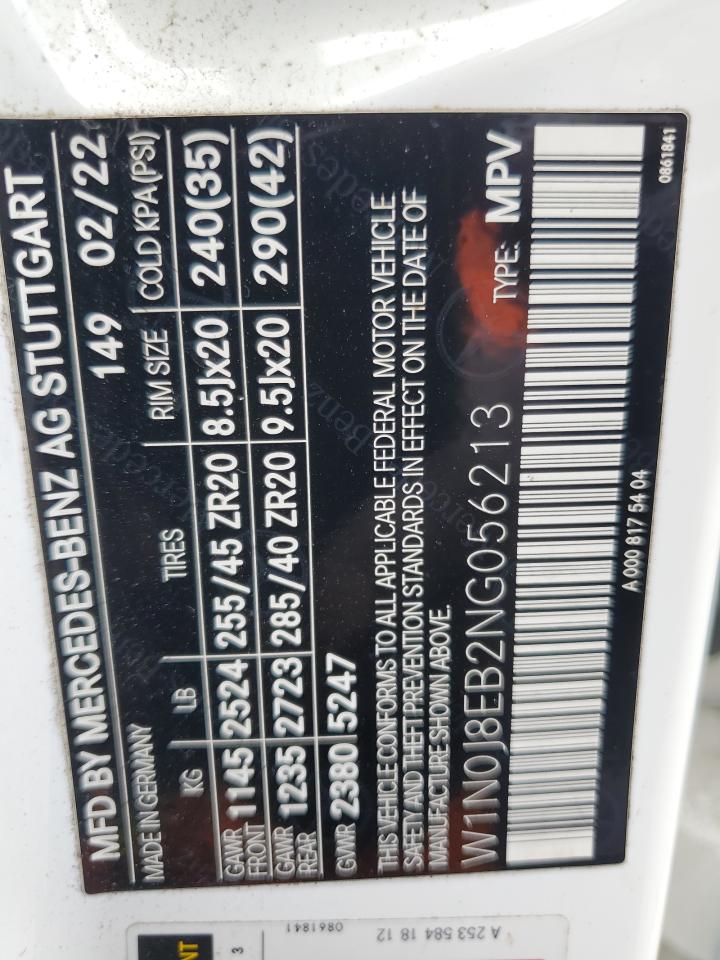 MFD BY MERCEDES-BENZ AG STUTTGART
MADE IN GERMANY 149 02/22
KG LB TIRES RIM SIZE COLD KPA(PSI)
GAWR FRONT 1145 2524 255/45 ZR20 8.5Jx20 240(35)
GAWR REAR 1235 2723 285/40 ZR20 9.5Jx20 290(42)
GVWR 2380 5247
THIS VEHICLE CONFORMS TO ALL APPLICABLE FEDERAL MOTOR VEHICLE
SAFETY AND THEFT PREVENTION STANDARDS IN EFFECT ON THE DATE OF
MANUFACTURE SHOWN ABOVE.
W1N0J8EB2NG056213 TYPE: MPV
A 000 817 54 04 0861841
3
0861841
A 253 584 18 12